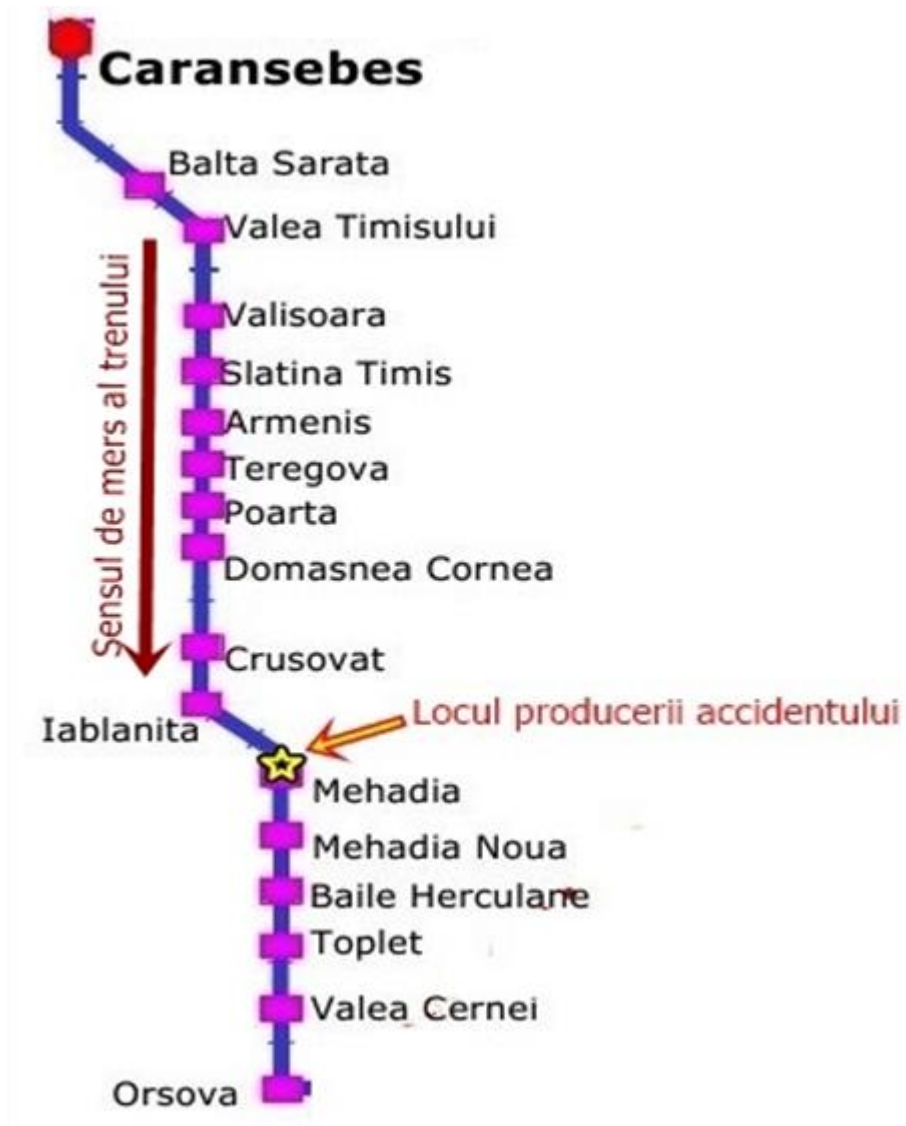 Caransebes
Balta Sarata
Valea Timisului
Sensul de mers al trenului
Valisoara
Slatina Timis
Armenis
Teregova
Poarta
Domasnea Cornea
Crusovat
Iablanita
Locul producerii accidentului
Mehadia
Mehadia Noua
Baile Herculane
Toplet
Valea Cernei
Orsova